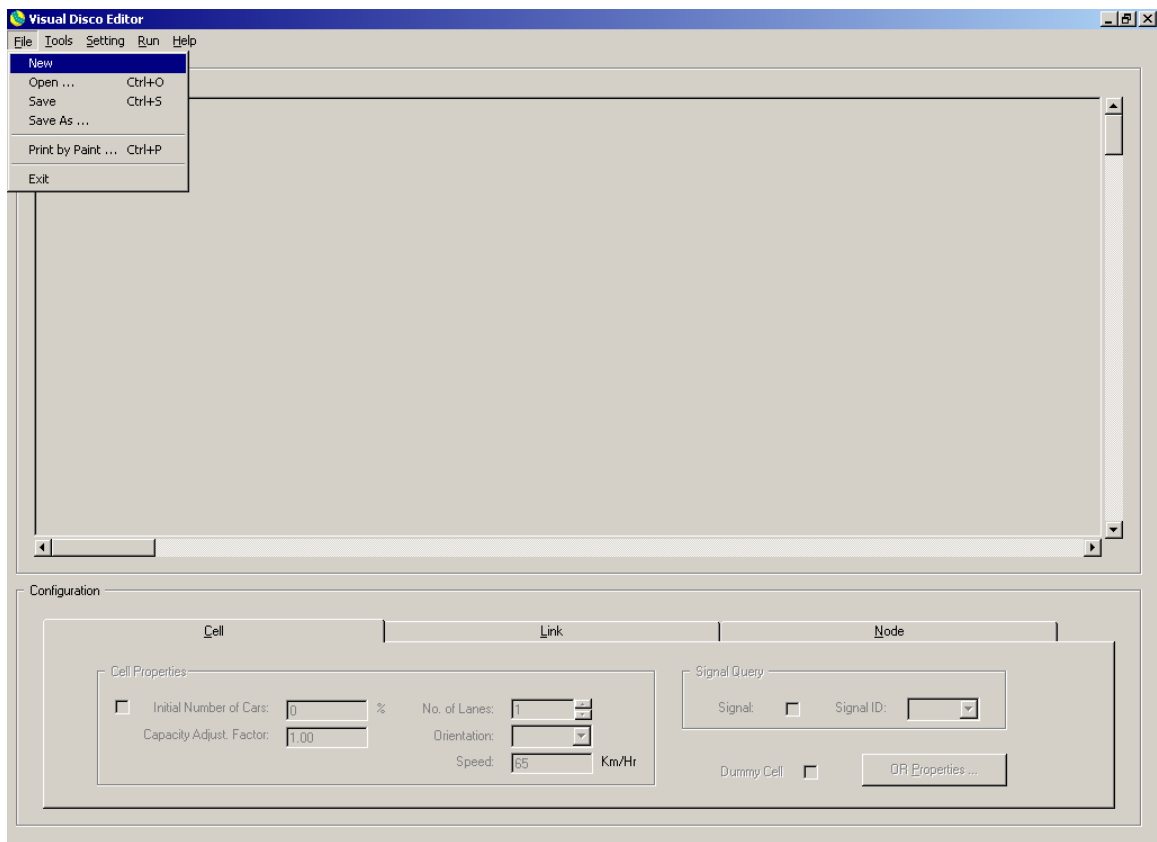 Visual Disco Editor
File Tools Setting Run Help
New
Open ... Ctrl+O
Save Ctrl+S
Save As ...
Print by Paint ... Ctrl+P
Exit
Configuration
Cell Link Node
Cell Properties Signal Query
Initial Number of Cars: 0 % No. of Lanes: 1 Signal: Signal ID:
Capacity Adjust. Factor: 1.00 Orientation:
Speed: 65 Km/Hr
Dummy Cell OR Properties ...